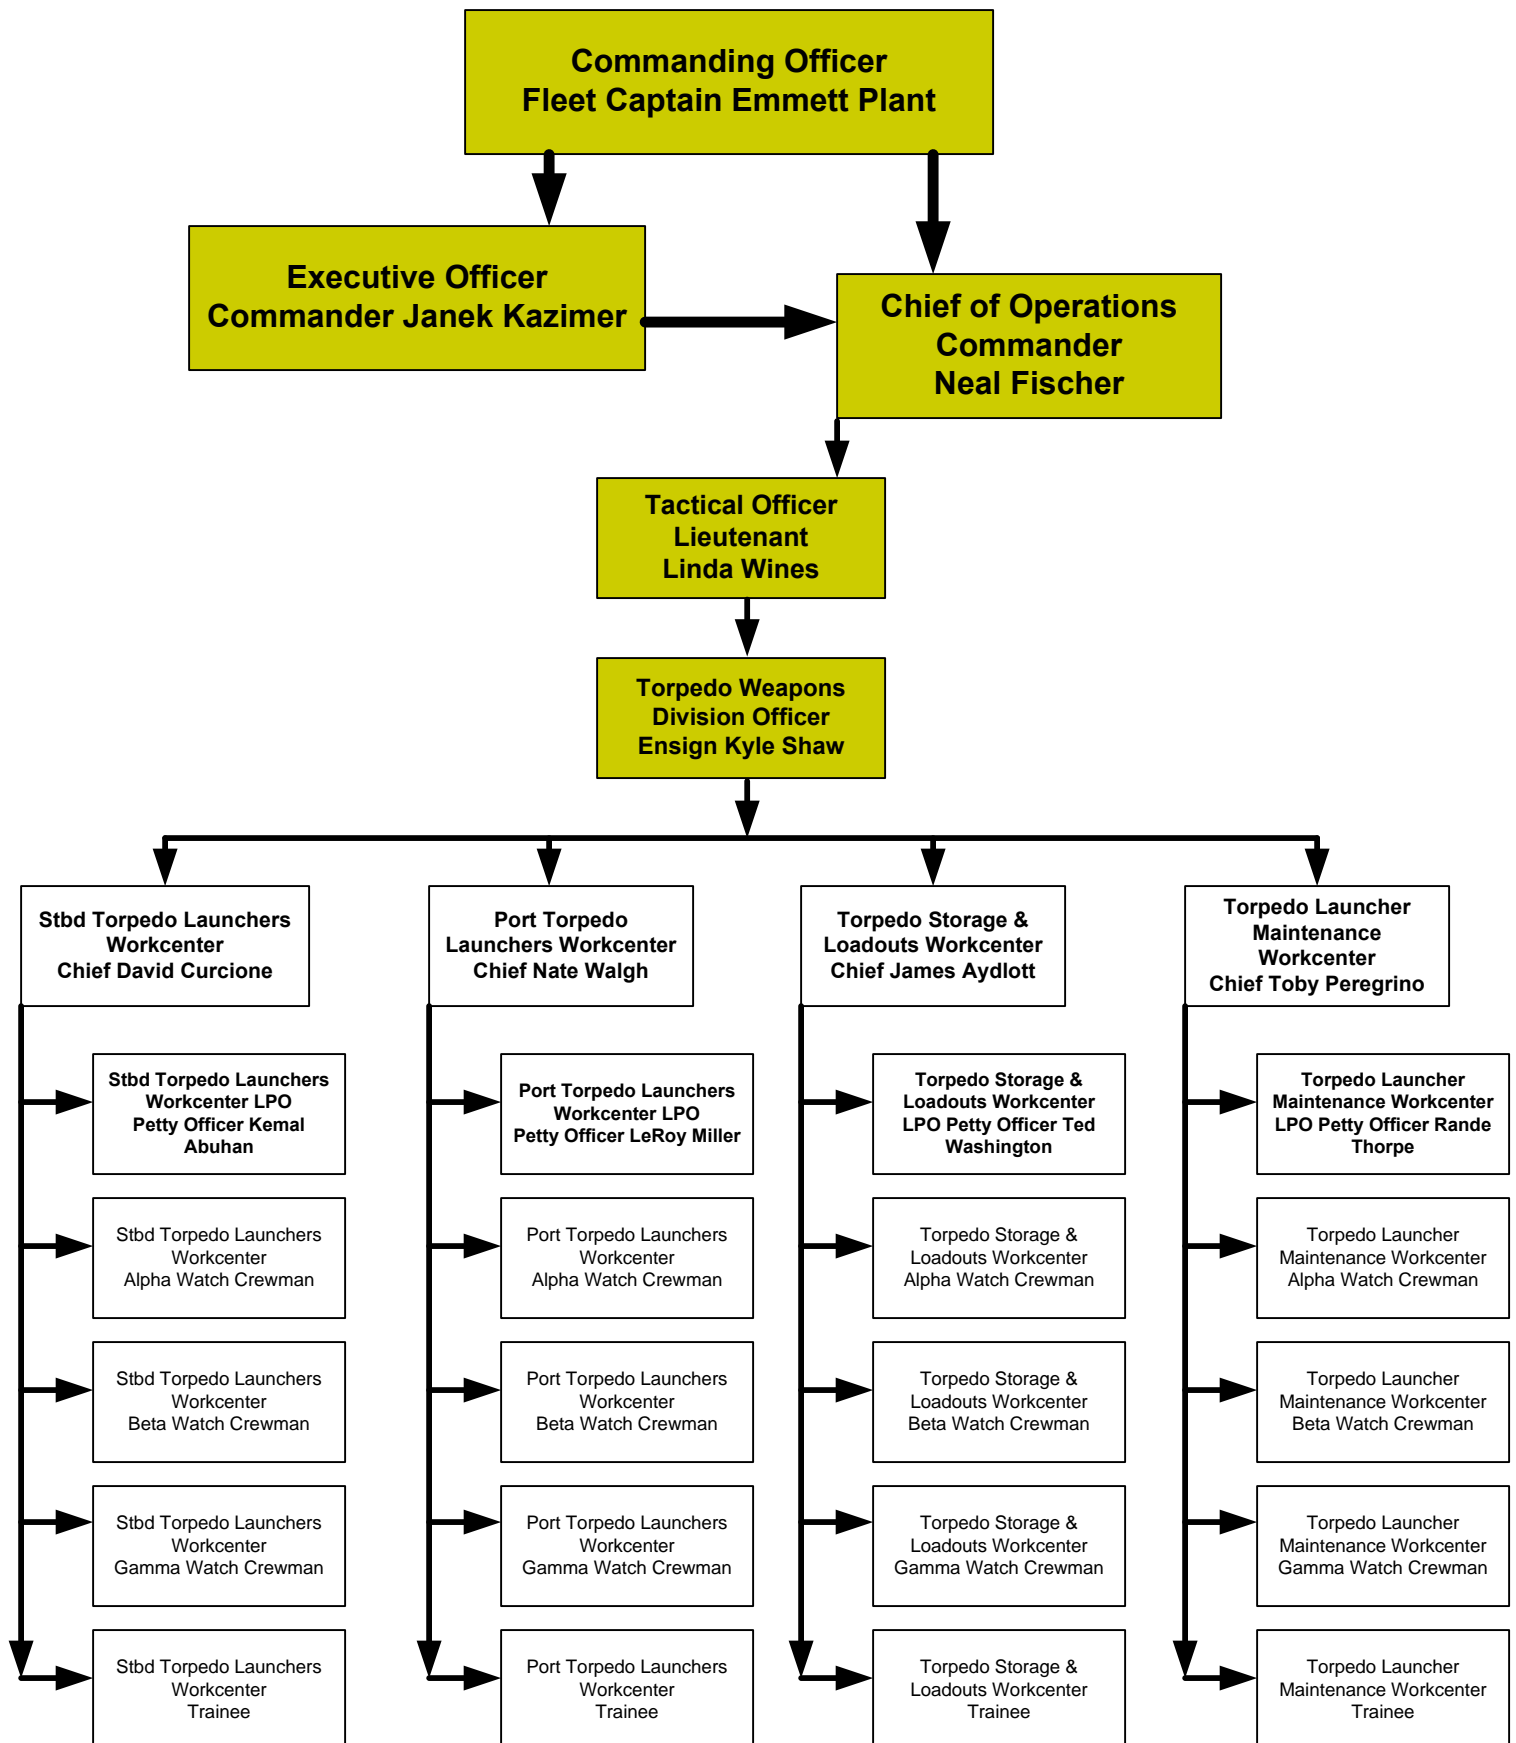 Commanding Officer
Fleet Captain Emmett Plant
Executive Officer
Commander Janek Kazimer
Chief of Operations
Commander
Neal Fischer
Tactical Officer
Lieutenant
Linda Wines
Torpedo Weapons
Division Officer
Ensign Kyle Shaw
Stbd Torpedo Launchers
Workcenter
Chief David Curcione
Port Torpedo
Launchers Workcenter
Chief Nate Walgh
Torpedo Storage &
Loadouts Workcenter
Chief James Aydlott
Torpedo Launcher
Maintenance
Workcenter
Chief Toby Peregrino
Stbd Torpedo Launchers
Workcenter LPO
Petty Officer Kemal
Abuhan
Port Torpedo Launchers
Workcenter LPO
Petty Officer LeRoy Miller
Torpedo Storage &
Loadouts Workcenter
LPO Petty Officer Ted
Washington
Torpedo Launcher
Maintenance Workcenter
LPO Petty Officer Rande
Thorpe
Stbd Torpedo Launchers
Workcenter
Alpha Watch Crewman
Port Torpedo Launchers
Workcenter
Alpha Watch Crewman
Torpedo Storage &
Loadouts Workcenter
Alpha Watch Crewman
Torpedo Launcher
Maintenance Workcenter
Alpha Watch Crewman
Stbd Torpedo Launchers
Workcenter
Beta Watch Crewman
Port Torpedo Launchers
Workcenter
Beta Watch Crewman
Torpedo Storage &
Loadouts Workcenter
Beta Watch Crewman
Torpedo Launcher
Maintenance Workcenter
Beta Watch Crewman
Stbd Torpedo Launchers
Workcenter
Gamma Watch Crewman
Port Torpedo Launchers
Workcenter
Gamma Watch Crewman
Torpedo Storage &
Loadouts Workcenter
Gamma Watch Crewman
Torpedo Launcher
Maintenance Workcenter
Gamma Watch Crewman
Stbd Torpedo Launchers
Workcenter
Trainee
Port Torpedo Launchers
Workcenter
Trainee
Torpedo Storage &
Loadouts Workcenter
Trainee
Torpedo Launcher
Maintenance Workcenter
Trainee